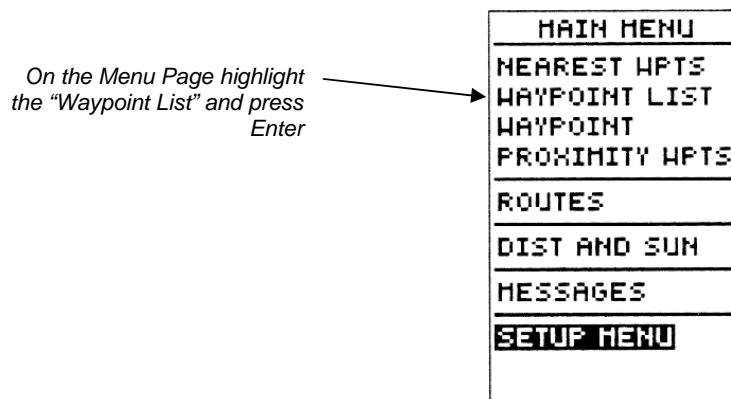 On the Menu Page highlight
the “Waypoint List” and press
Enter
MAIN MENU
NEAREST WPTS
WAYPOINT LIST
WAYPOINT
PROXIMITY WPTS
ROUTES
DIST AND SUN
MESSAGES
SETUP MENU